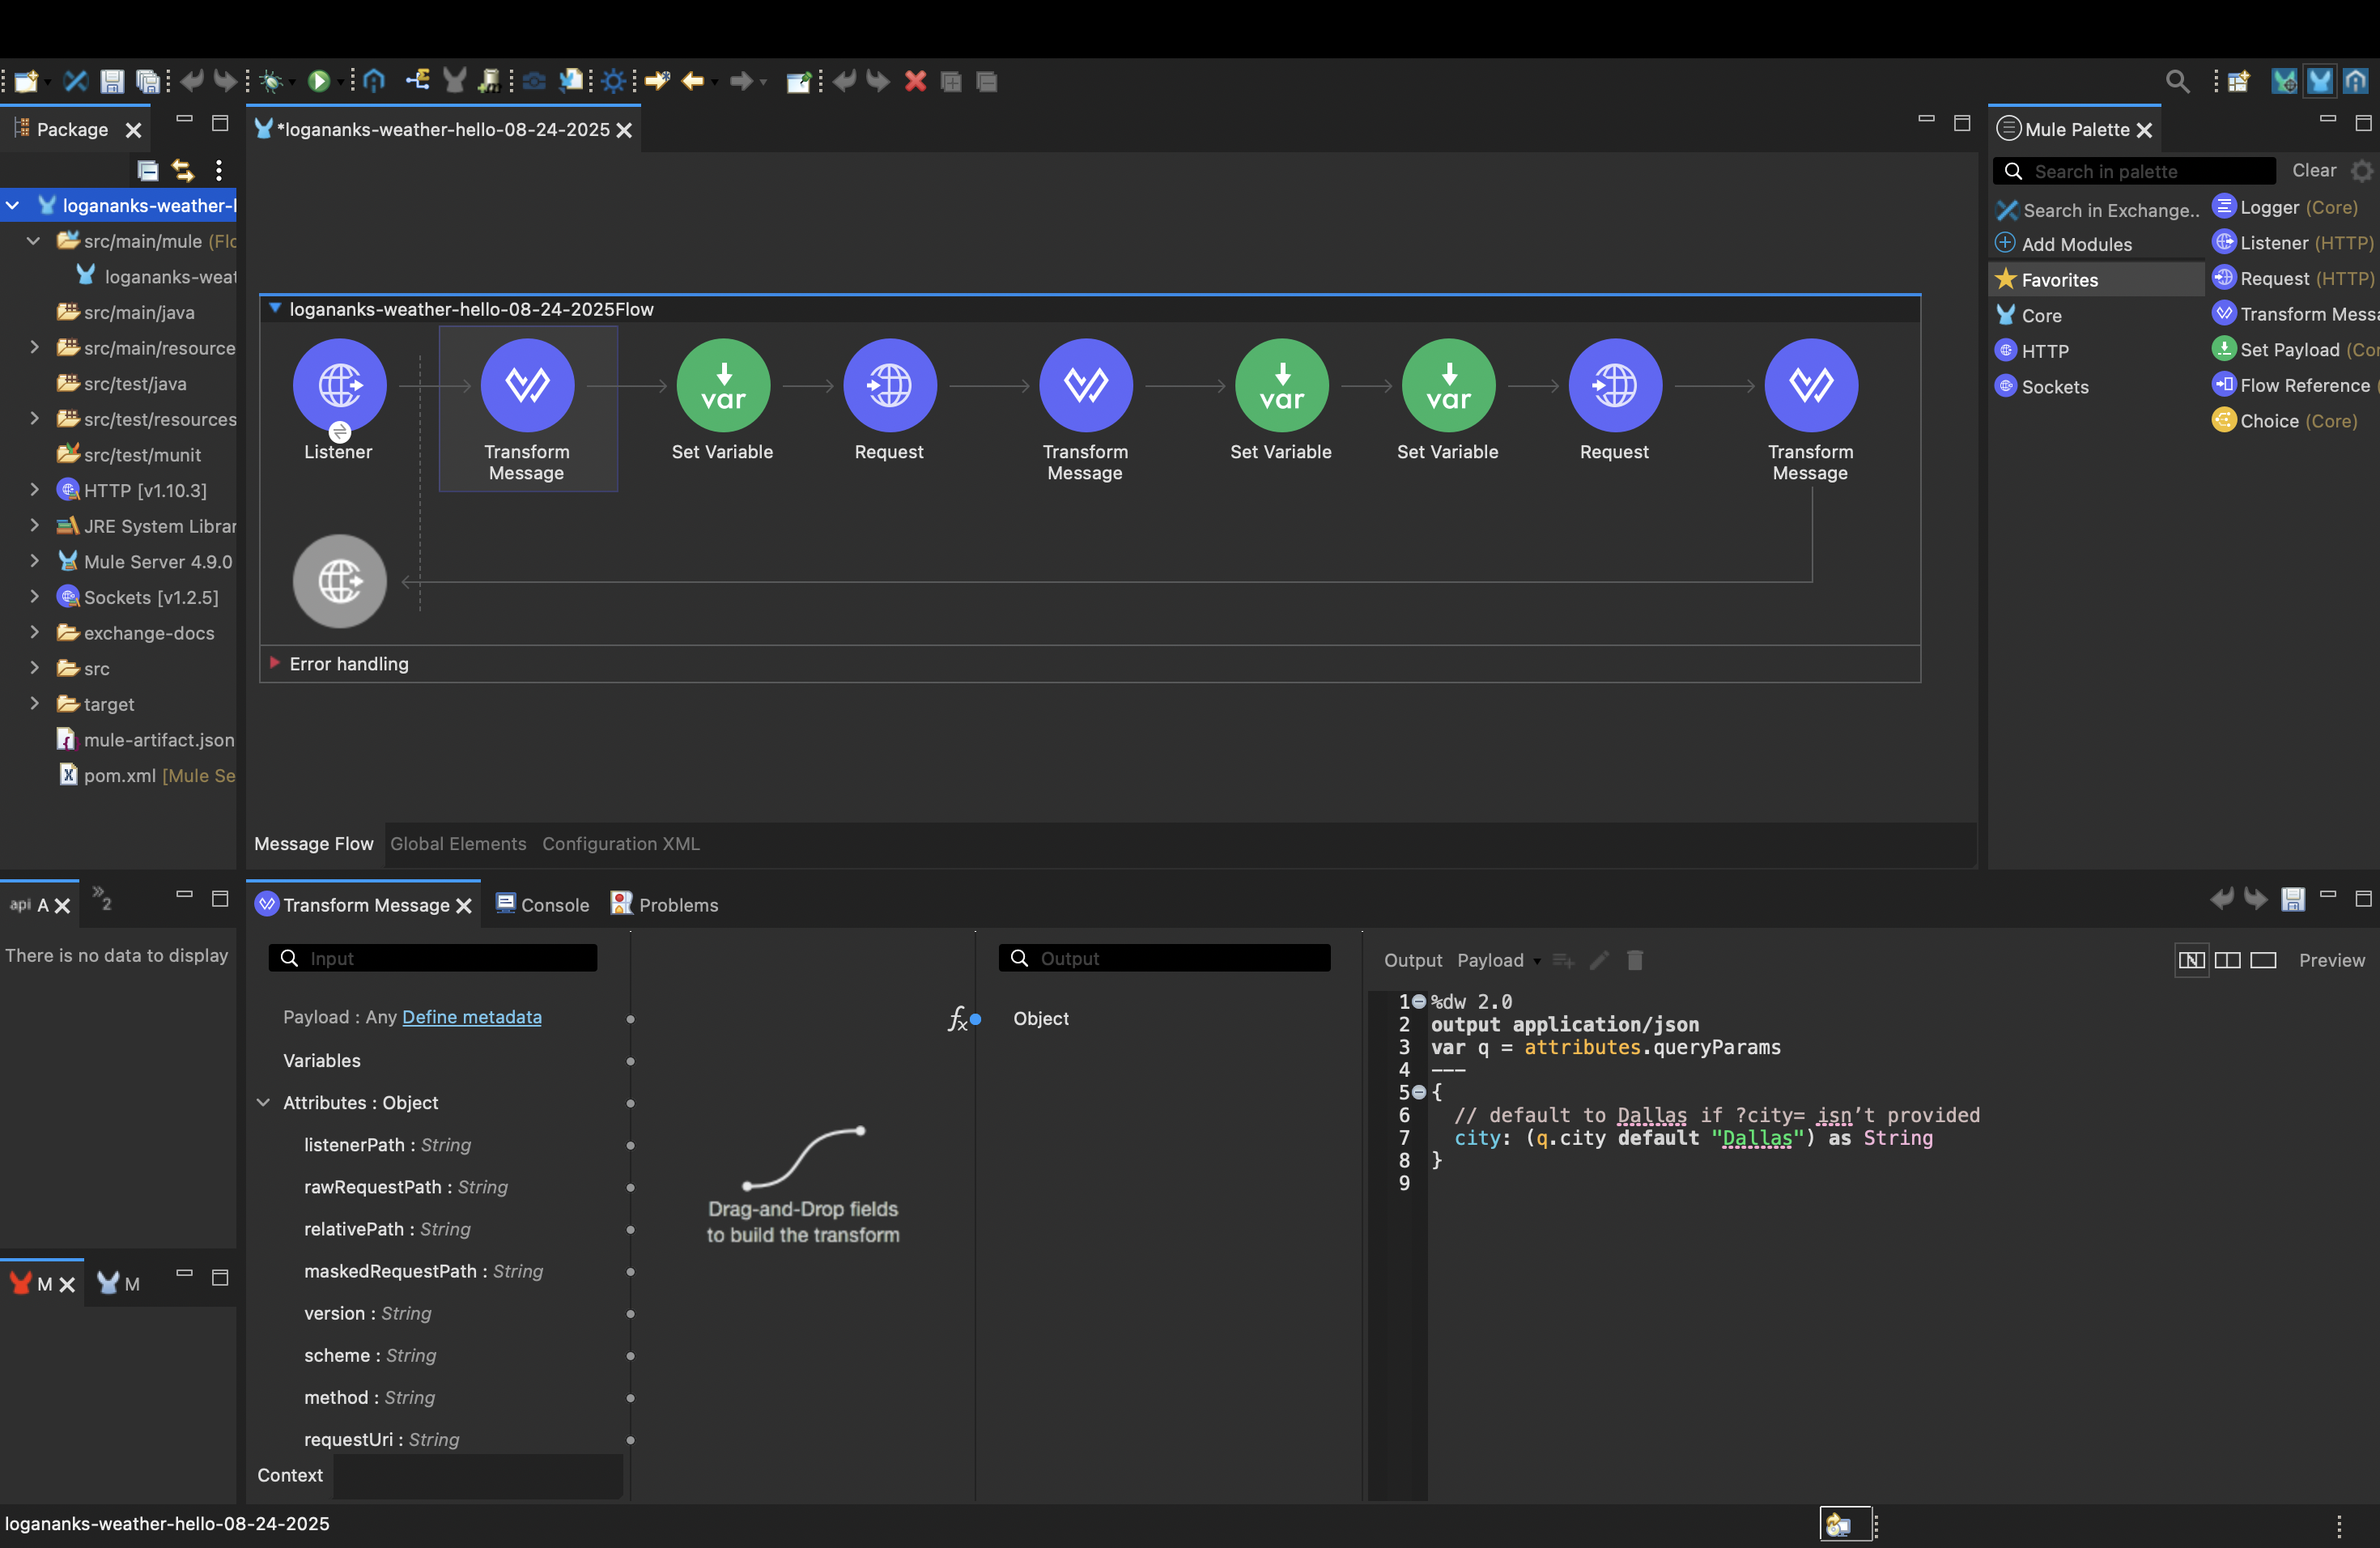 Package
*logananks-weather-hello-08-24-2025
Mule Palette
Search in palette
Clear
logananks-weather-
src/main/mule (Flo
logananks-weat
src/main/java
src/main/resource
src/test/java
src/test/resources
src/test/munit
HTTP [v1.10.3]
JRE System Librar
Mule Server 4.9.0
Sockets [v1.2.5]
exchange-docs
src
target
mule-artifact.json
pom.xml [Mule Se
logananks-weather-hello-08-24-2025Flow
Listener
Transform Message
var
Set Variable
Request
Transform Message
var
Set Variable
var
Set Variable
Request
Transform Message
Error handling
Message Flow
Global Elements
Configuration XML
Search in Exchange..
Add Modules
Favorites
Core
HTTP
Sockets
Logger (Core)
Listener (HTTP)
Request (HTTP)
Transform Messa
Set Payload (Cor
Flow Reference (
Choice (Core)
api A
»2
There is no data to display
M
M
Transform Message
Console
Problems
Input
Payload : Any Define metadata
Variables
Attributes : Object
listenerPath : String
rawRequestPath : String
relativePath : String
maskedRequestPath : String
version : String
scheme : String
method : String
requestUri : String
Context
fx
Drag-and-Drop fields
to build the transform
Output
Object
Output Payload
Preview
1 %dw 2.0
2 output application/json
3 var q = attributes.queryParams
4 ---
5 {
6 // default to Dallas if ?city= isn’t provided
7 city: (q.city default "Dallas") as String
8 }
9
logananks-weather-hello-08-24-2025